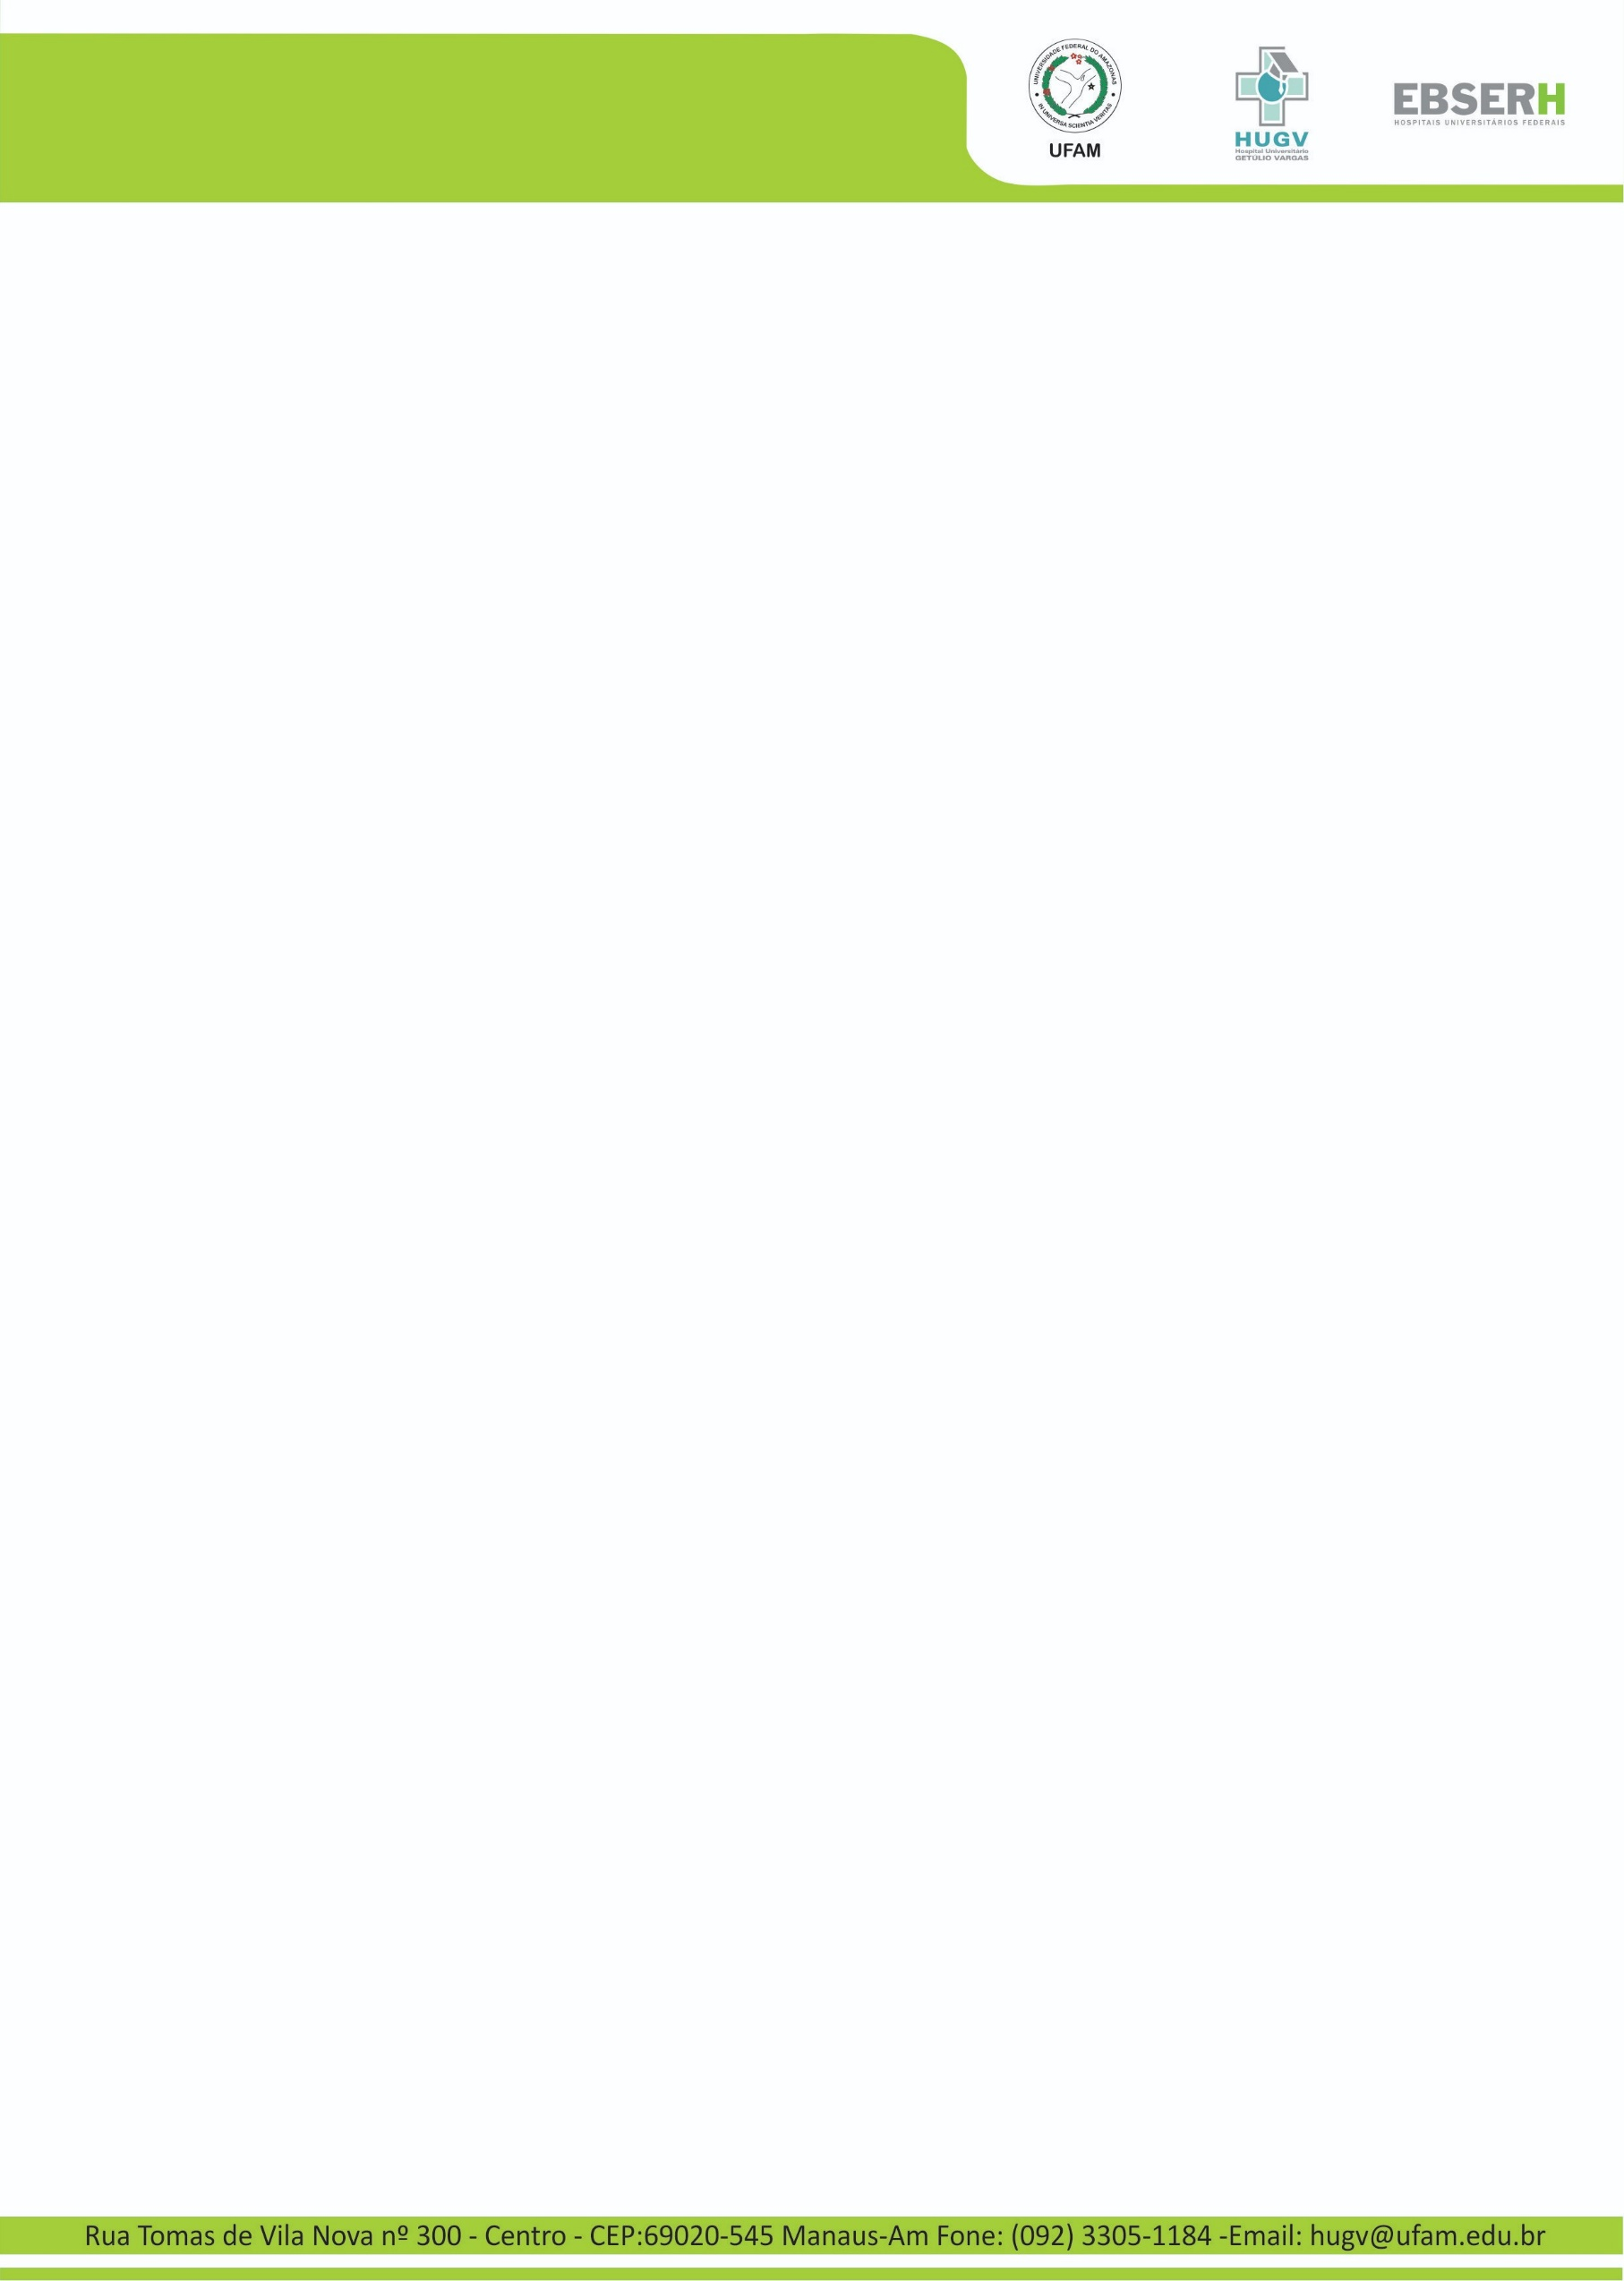 UNIVERSIDADE FEDERAL DO AMAZONAS
IN UNIVERSA SCIENTIA VERITAS
UFAM
HUGV
Hospital Universitário
GETÚLIO VARGAS
EBSERH
HOSPITAIS UNIVERSITÁRIOS FEDERAIS
Rua Tomas de Vila Nova nº 300 - Centro - CEP:69020-545 Manaus-Am Fone: (092) 3305-1184 -Email: hugv@ufam.edu.br